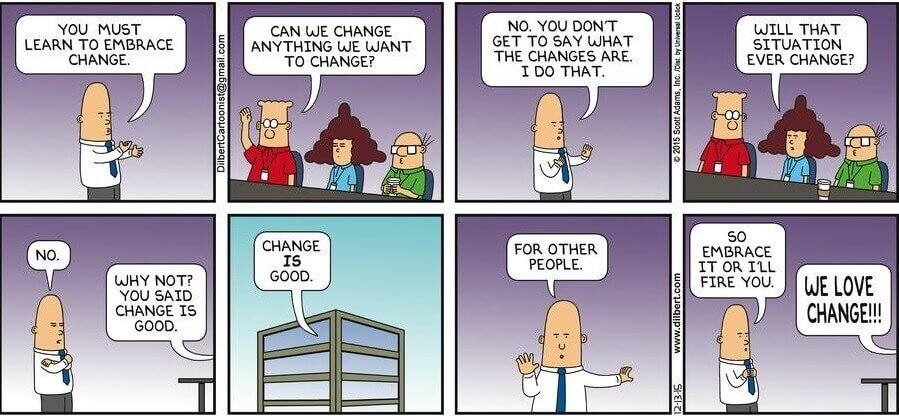 YOU MUST
LEARN TO EMBRACE
CHANGE.
DilbertCartoonist@gmail.com
CAN WE CHANGE
ANYTHING WE WANT
TO CHANGE?
NO. YOU DON'T
GET TO SAY WHAT
THE CHANGES ARE.
I DO THAT.
© 2015 Scott Adams, Inc. /Dist. by Universal Uclick
WILL THAT
SITUATION
EVER CHANGE?
NO.
WHY NOT?
YOU SAID
CHANGE IS
GOOD.
CHANGE
IS
GOOD.
FOR OTHER
PEOPLE.
12-13-15
www.dilbert.com
SO
EMBRACE
IT OR I'LL
FIRE YOU.
WE LOVE
CHANGE!!!